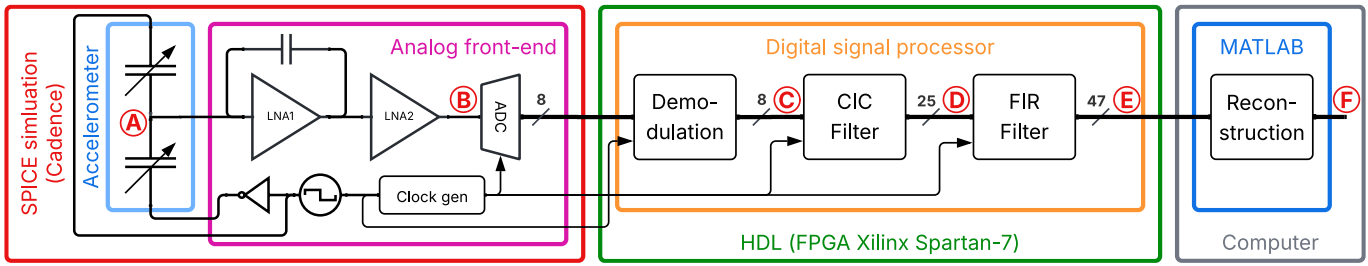 SPICE simluation
(Cadence)
Accelerometer
A
Analog front-end
LNA1
LNA2
B
ADC
8
Clock gen
Digital signal processor
Demo-
dulation
8
C
CIC
Filter
25
D
FIR
Filter
47
E
HDL (FPGA Xilinx Spartan-7)
MATLAB
Recon-
struction
F
Computer